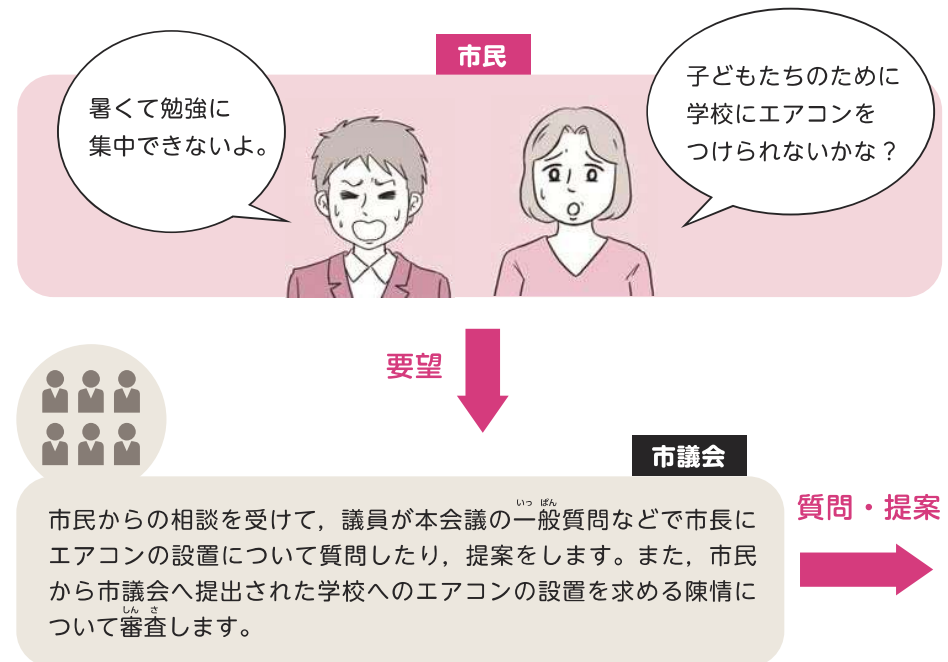 市民
暑くて勉強に
集中できないよ。
子どもたちのために
学校にエアコンを
つけられないかな？
要望
市議会
いっ ぱん
市民からの相談を受けて，議員が本会議の一般質問などで市長に
エアコンの設置について質問したり，提案をします。また，市民
から市議会へ提出された学校へのエアコンの設置を求める陳情に
しん さ
ついて審査します。
質問・提案